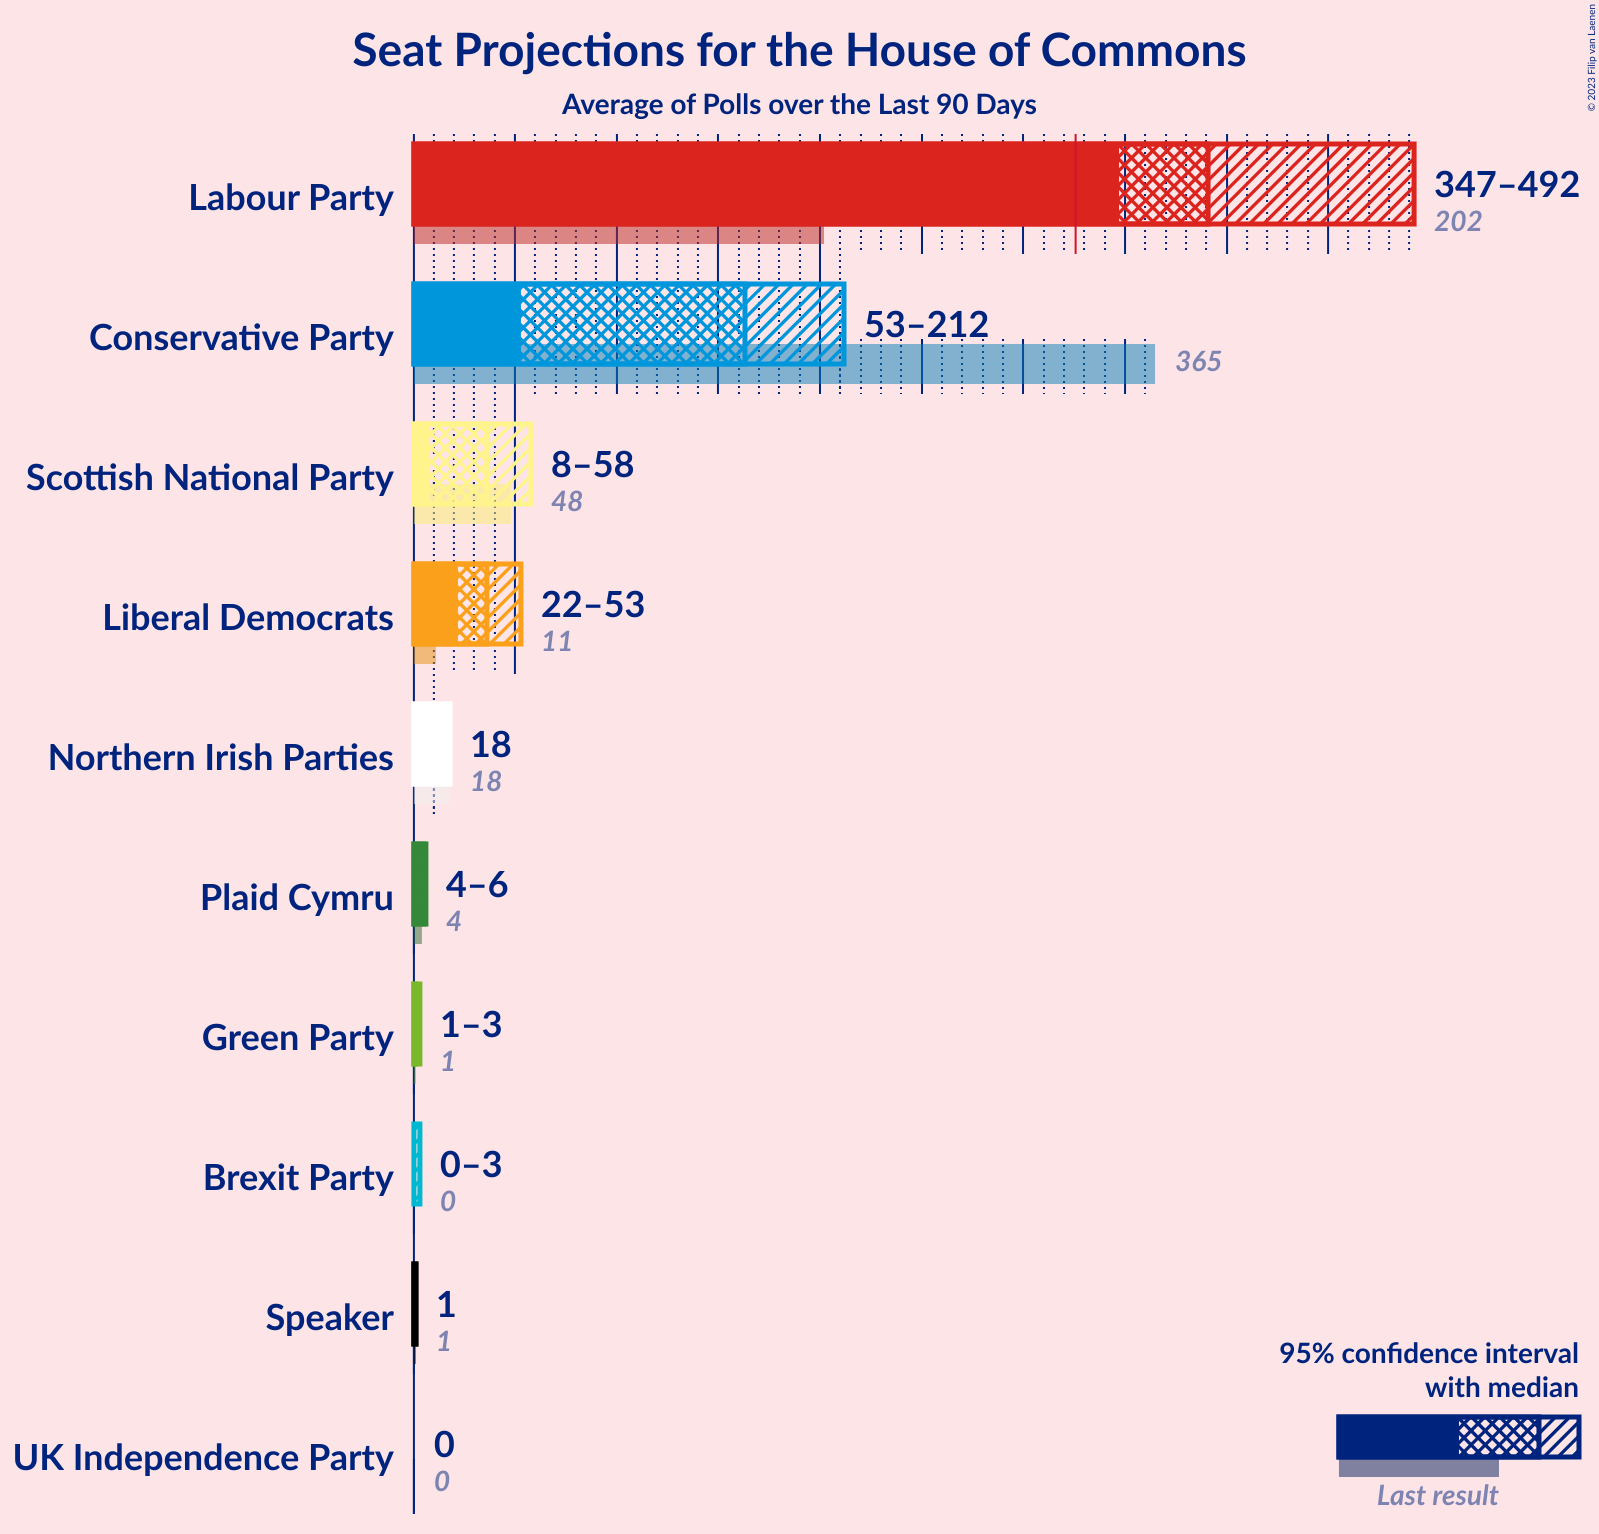 Seat Projections for the House of Commons
Average of Polls over the Last 90 Days
© 2023 Filip van Laenen
Labour Party
347–492
202
Conservative Party
53–212
365
Scottish National Party
8–58
48
Liberal Democrats
22–53
11
Northern Irish Parties
18
18
Plaid Cymru
4–6
4
Green Party
1–3
1
Brexit Party
0–3
0
Speaker
1
1
UK Independence Party
0
0
95% confidence interval
with median
Last result